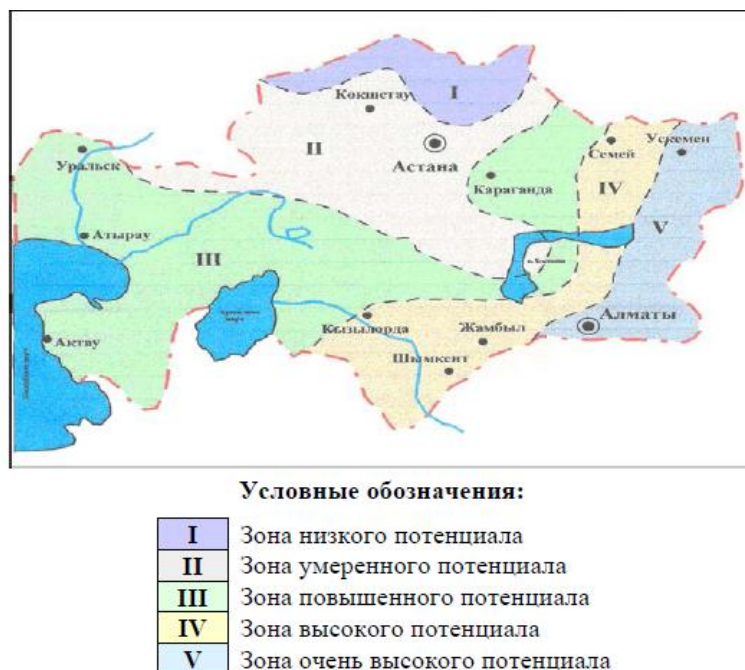 Кокшетау
I
II
Астана
Уральск
Караганда
Семей
Ускемен
IV
V
Атырау
III
Актау
Кызылорда
Жамбыл
Алматы
Шымкент
Условные обозначения:
I Зона низкого потенциала
II Зона умеренного потенциала
III Зона повышенного потенциала
IV Зона высокого потенциала
V Зона очень высокого потенциала